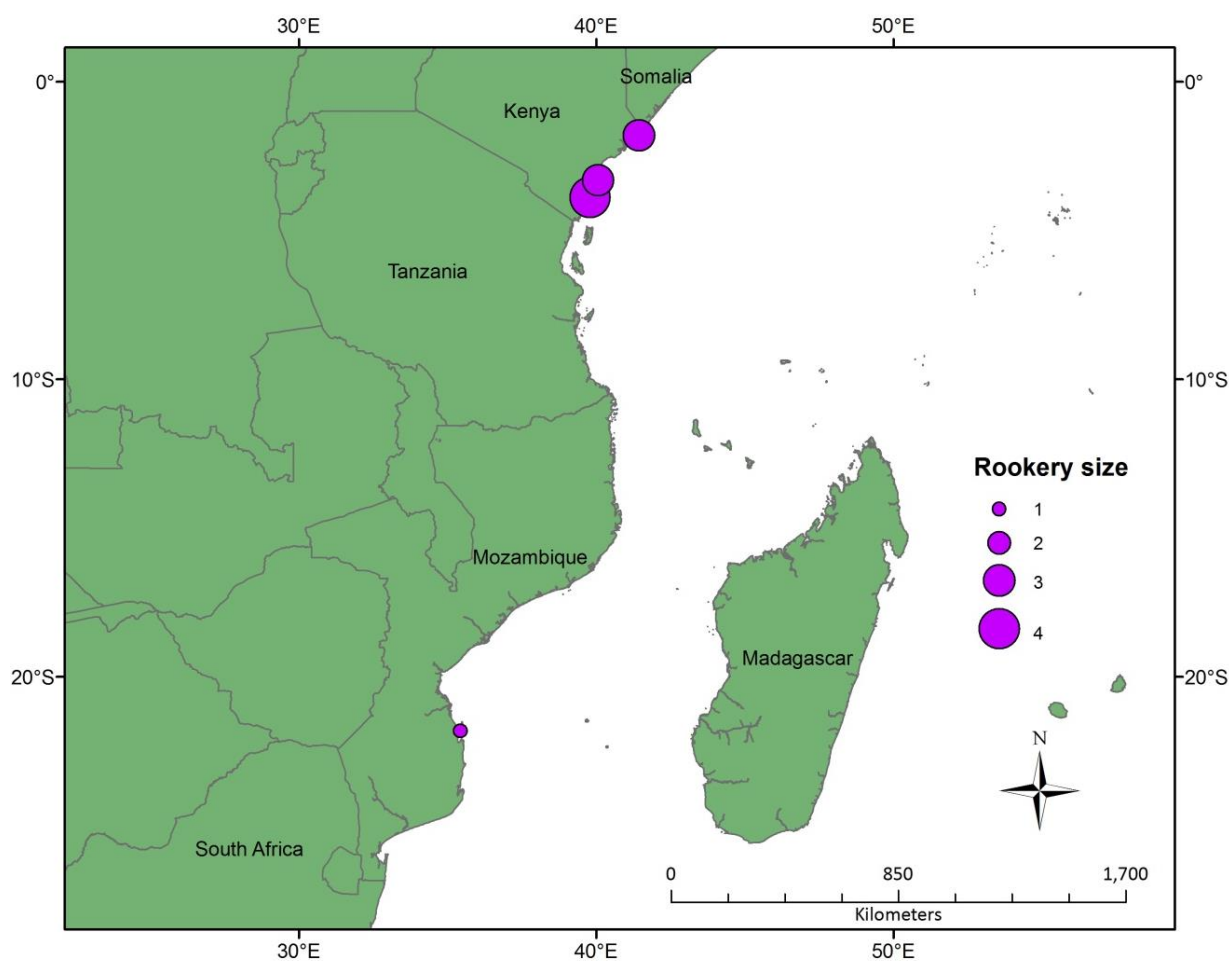 30°E 40°E 50°E
Somalia
0° 0°
Kenya
Tanzania
10°S 10°S
Rookery size
1
2
Mozambique
3
4
Madagascar
20°S 20°S
N
South Africa
0 850 1,700
Kilometers
30°E 40°E 50°E